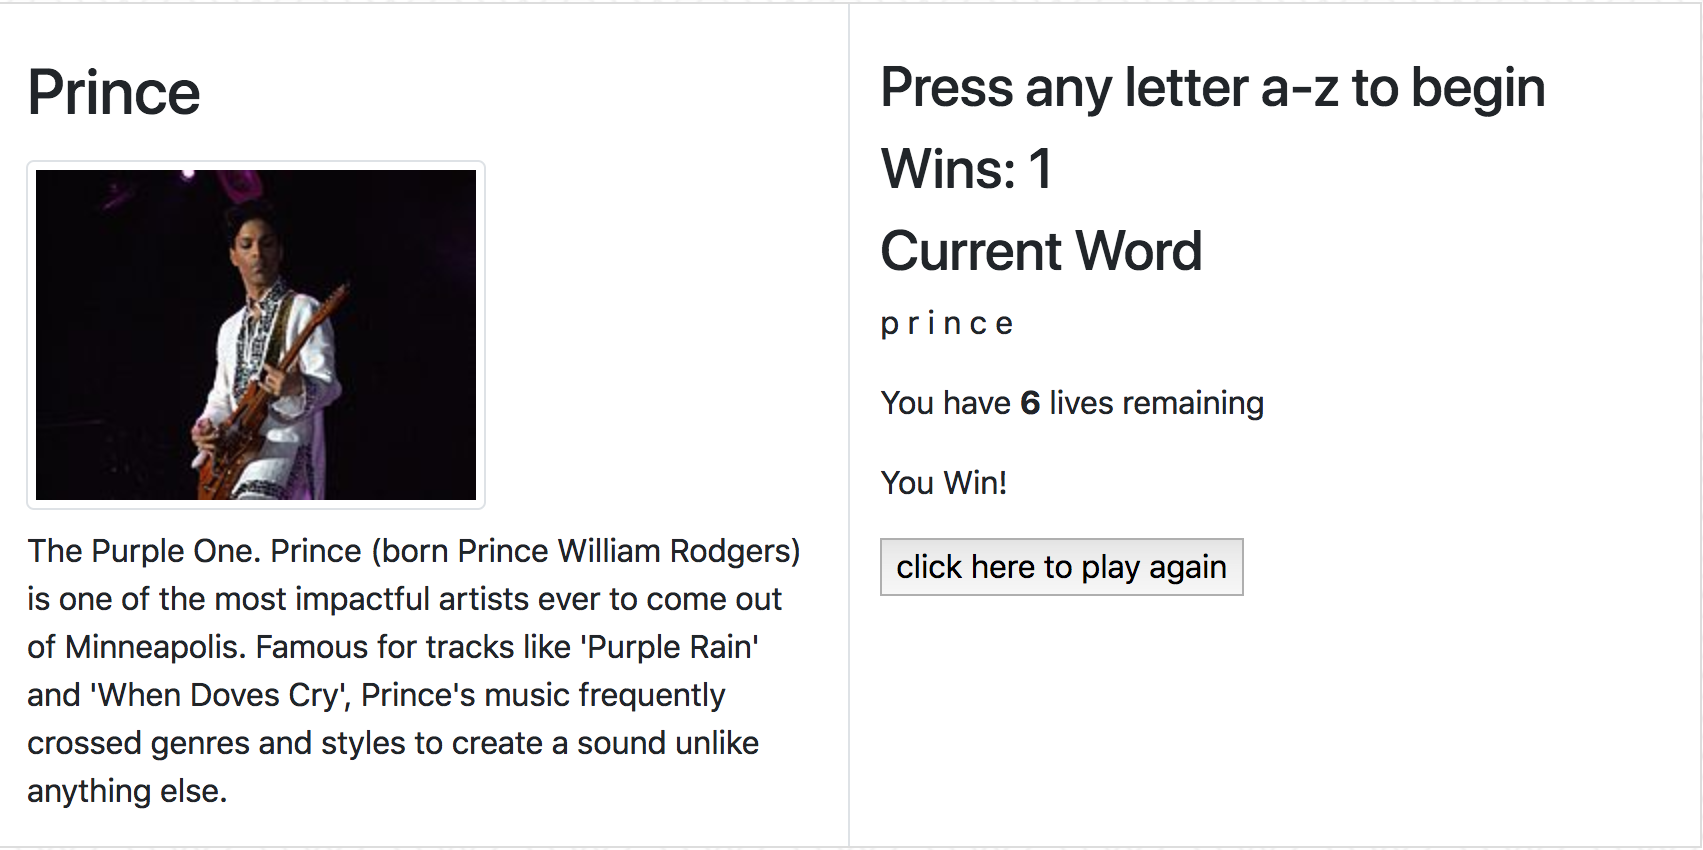 Prince
The Purple One. Prince (born Prince William Rodgers)
is one of the most impactful artists ever to come out
of Minneapolis. Famous for tracks like 'Purple Rain'
and 'When Doves Cry', Prince's music frequently
crossed genres and styles to create a sound unlike
anything else.
Press any letter a-z to begin
Wins: 1
Current Word
p r i n c e
You have 6 lives remaining
You Win!
click here to play again